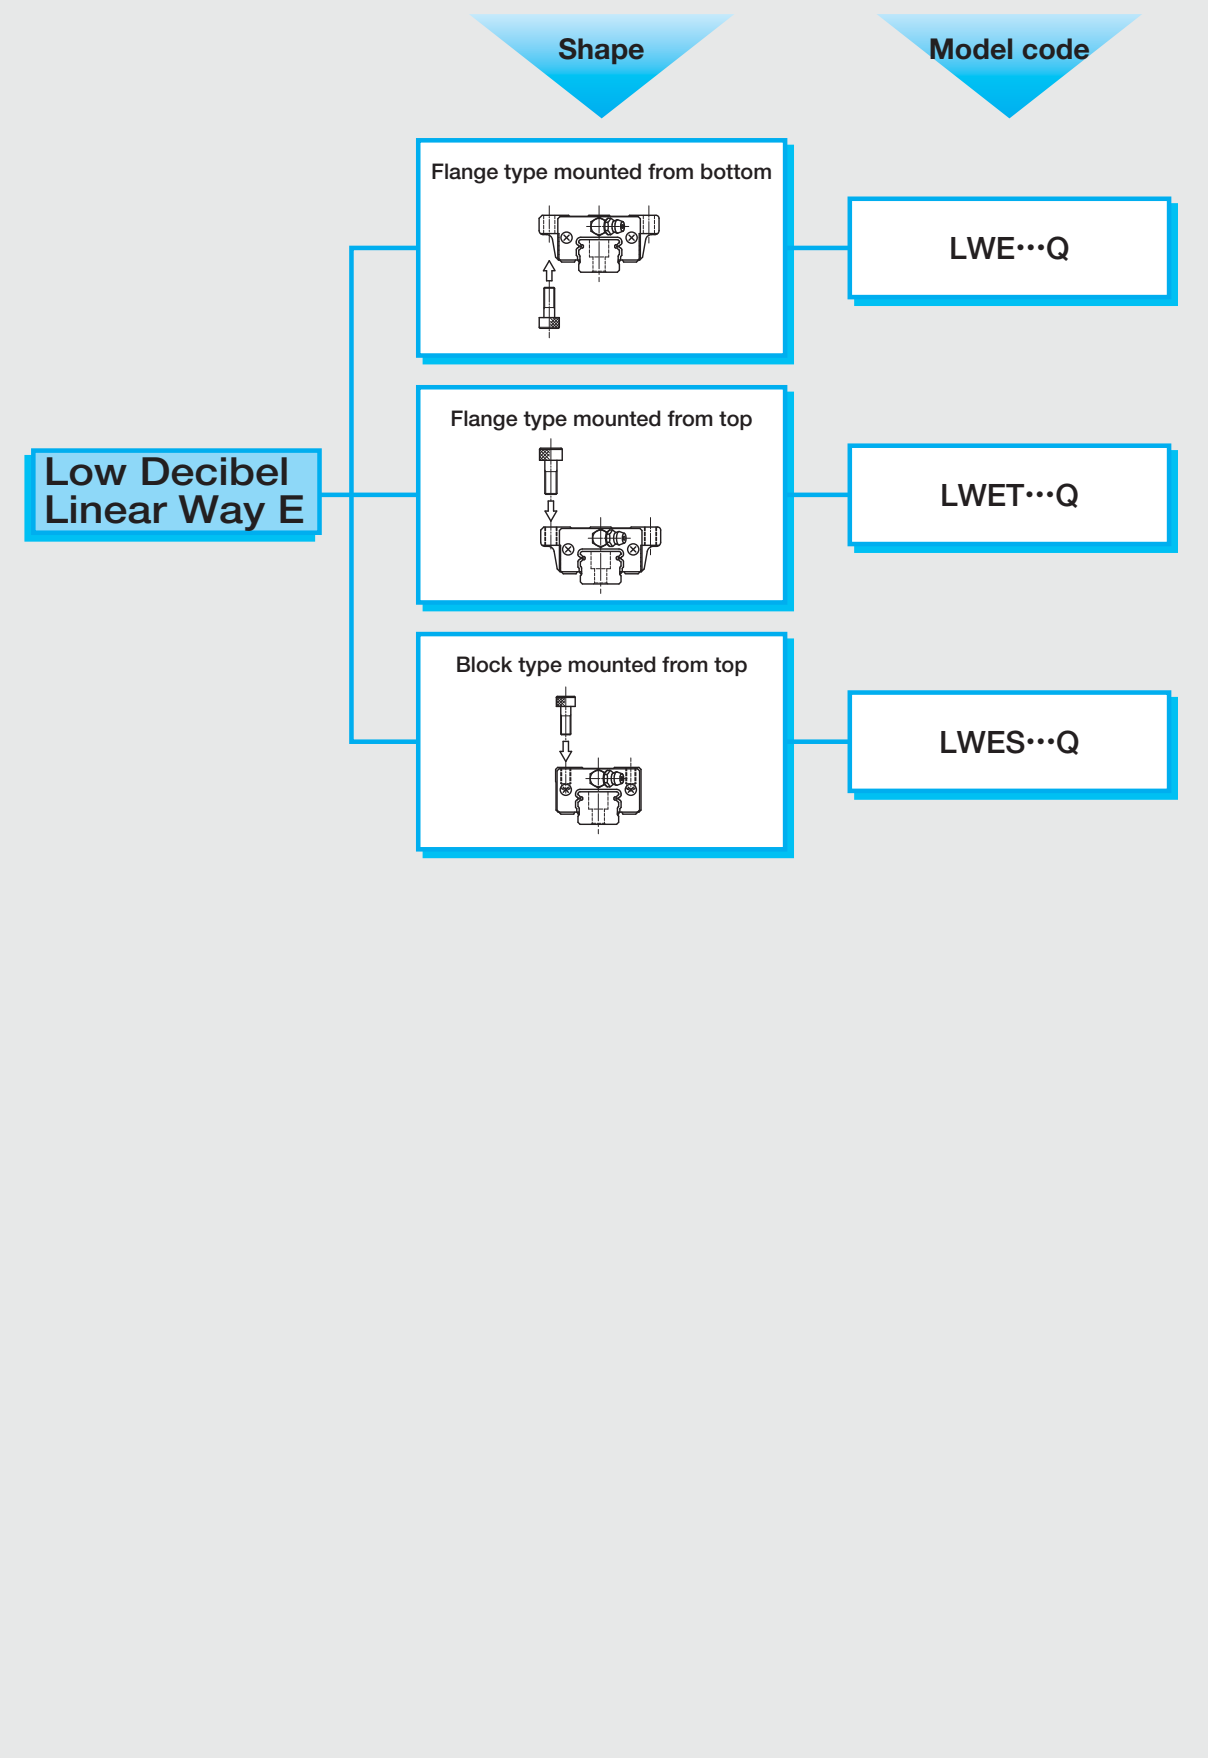 Shape
Model code
Flange type mounted from bottom
LWE···Q
Low Decibel
Linear Way E
Flange type mounted from top
LWET···Q
Block type mounted from top
LWES···Q